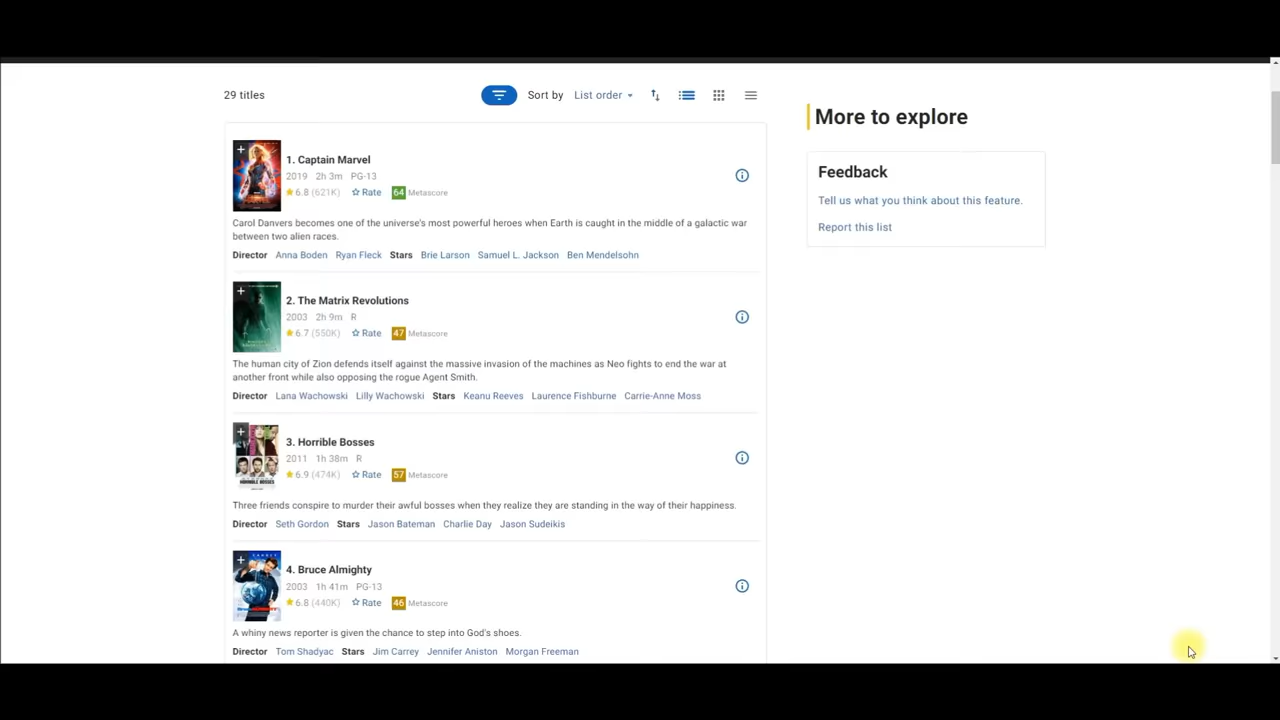 29 titles
Sort by List order
More to explore
Feedback
Tell us what you think about this feature.
Report this list
1. Captain Marvel
2019 2h 3m PG-13
6.8 (621K) Rate 64 Metascore
Carol Danvers becomes one of the universe's most powerful heroes when Earth is caught in the middle of a galactic war
between two alien races.
Director Anna Boden Ryan Fleck Stars Brie Larson Samuel L. Jackson Ben Mendelsohn
2. The Matrix Revolutions
2003 2h 9m R
6.7 (550K) Rate 47 Metascore
The human city of Zion defends itself against the massive invasion of the machines as Neo fights to end the war at
another front while also opposing the rogue Agent Smith.
Director Lana Wachowski Lilly Wachowski Stars Keanu Reeves Laurence Fishburne Carrie-Anne Moss
HORRIBLE BOSSES
3. Horrible Bosses
2011 1h 38m R
6.9 (474K) Rate 57 Metascore
Three friends conspire to murder their awful bosses when they realize they are standing in the way of their happiness.
Director Seth Gordon Stars Jason Bateman Charlie Day Jason Sudeikis
4. Bruce Almighty
2003 1h 41m PG-13
6.8 (440K) Rate 46 Metascore
A whiny news reporter is given the chance to step into God's shoes.
Director Tom Shadyac Stars Jim Carrey Jennifer Aniston Morgan Freeman